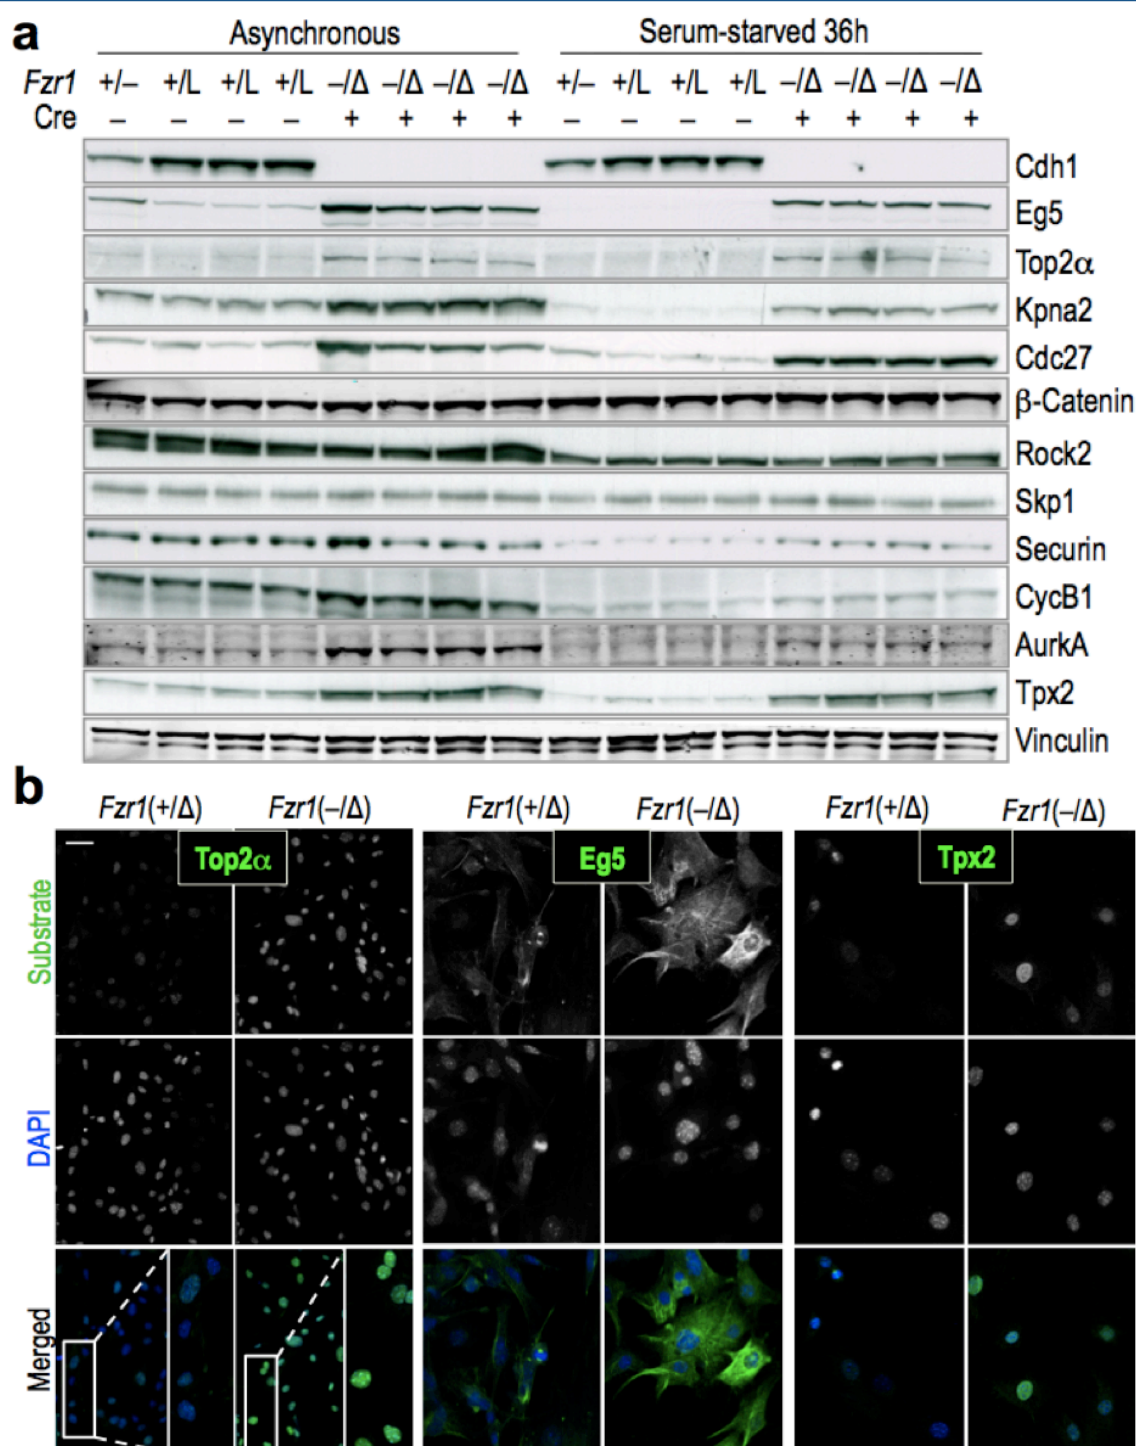 a
Asynchronous Serum-starved 36h
Fzr1 +/– +/L +/L +/L –/Δ –/Δ –/Δ –/Δ +/– +/L +/L +/L –/Δ –/Δ –/Δ –/Δ
Cre – – – – + + + + – – – – + + + +
Cdh1
Eg5
Top2α
Kpna2
Cdc27
β-Catenin
Rock2
Skp1
Securin
CycB1
AurkA
Tpx2
Vinculin
b
Fzr1(+/Δ) Fzr1(–/Δ) Fzr1(+/Δ) Fzr1(–/Δ) Fzr1(+/Δ) Fzr1(–/Δ)
Top2α Eg5 Tpx2
Substrate
DAPI
Merged